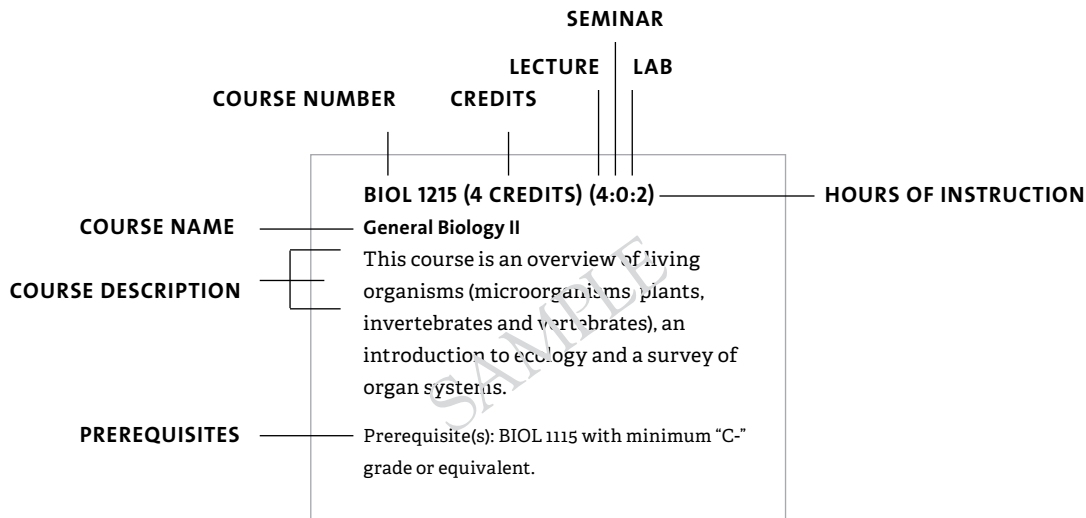 SEMINAR
LECTURE LAB
COURSE NUMBER CREDITS
BIOL 1215 (4 CREDITS) (4:0:2) HOURS OF INSTRUCTION
COURSE NAME General Biology II
This course is an overview of living
COURSE DESCRIPTION organisms (microorganisms, plants,
invertebrates and vertebrates), an
introduction to ecology and a survey of
organ systems.
SAMPLE
PREREQUISITES Prerequisite(s): BIOL 1115 with minimum “C-”
grade or equivalent.